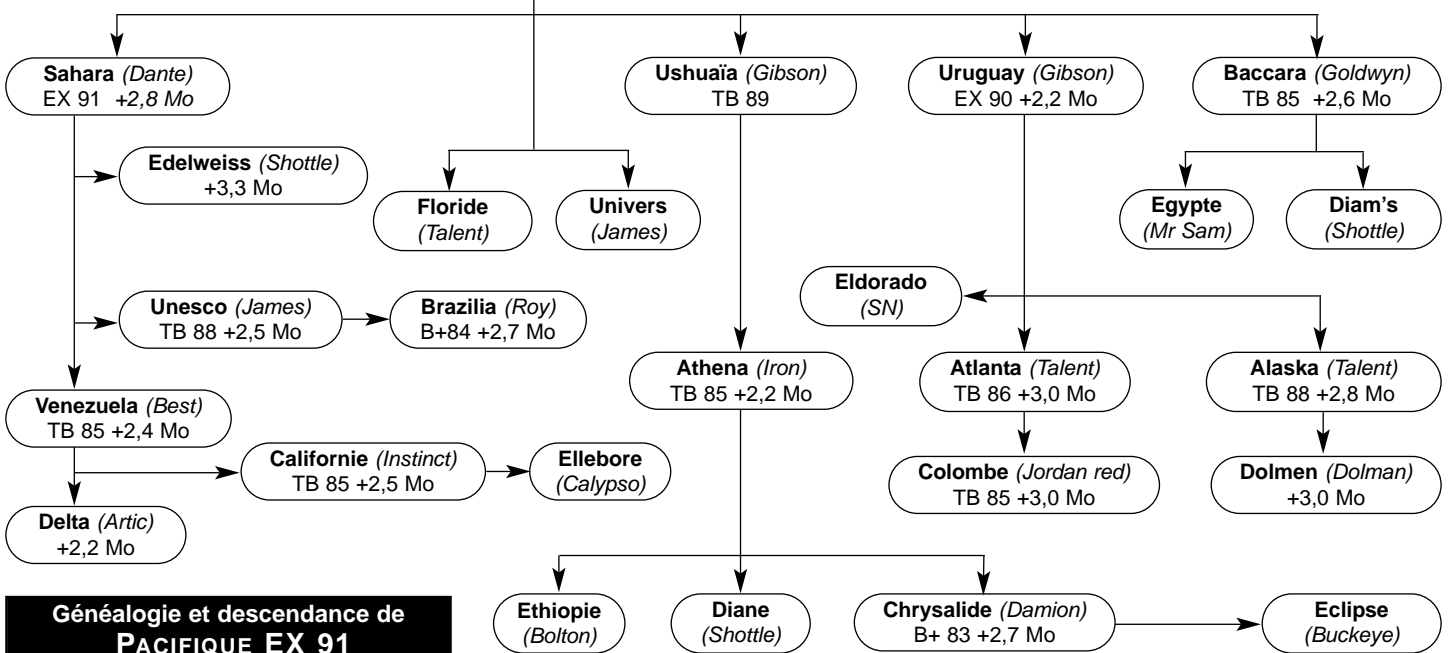 Sahara (Dante)
EX 91 +2,8 Mo
Ushuaïa (Gibson)
TB 89
Uruguay (Gibson)
EX 90 +2,2 Mo
Baccara (Goldwyn)
TB 85 +2,6 Mo
Edelweiss (Shottle)
+3,3 Mo
Floride
(Talent)
Univers
(James)
Egypte
(Mr Sam)
Diam's
(Shottle)
Eldorado
(SN)
Unesco (James)
TB 88 +2,5 Mo
Brazilia (Roy)
B+84 +2,7 Mo
Athena (Iron)
TB 85 +2,2 Mo
Atlanta (Talent)
TB 86 +3,0 Mo
Alaska (Talent)
TB 88 +2,8 Mo
Venezuela (Best)
TB 85 +2,4 Mo
Californie (Instinct)
TB 85 +2,5 Mo
Ellebore
(Calypso)
Colombe (Jordan red)
TB 85 +3,0 Mo
Dolmen (Dolman)
+3,0 Mo
Delta (Artic)
+2,2 Mo
Ethiopie
(Bolton)
Diane
(Shottle)
Chrysalide (Damion)
B+ 83 +2,7 Mo
Eclipse
(Buckeye)
Généalogie et descendance de
PACIFIQUE EX 91